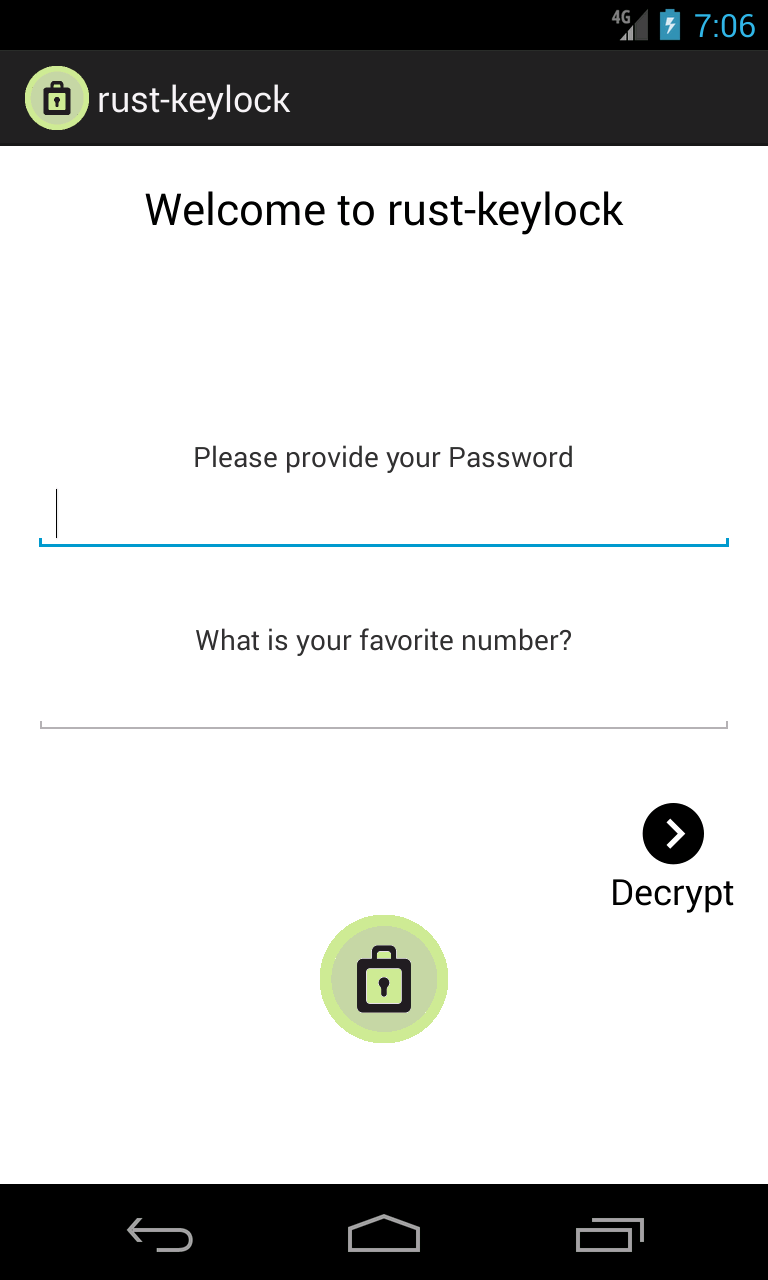 4G 7:06
rust-keylock
Welcome to rust-keylock
Please provide your Password
What is your favorite number?
Decrypt